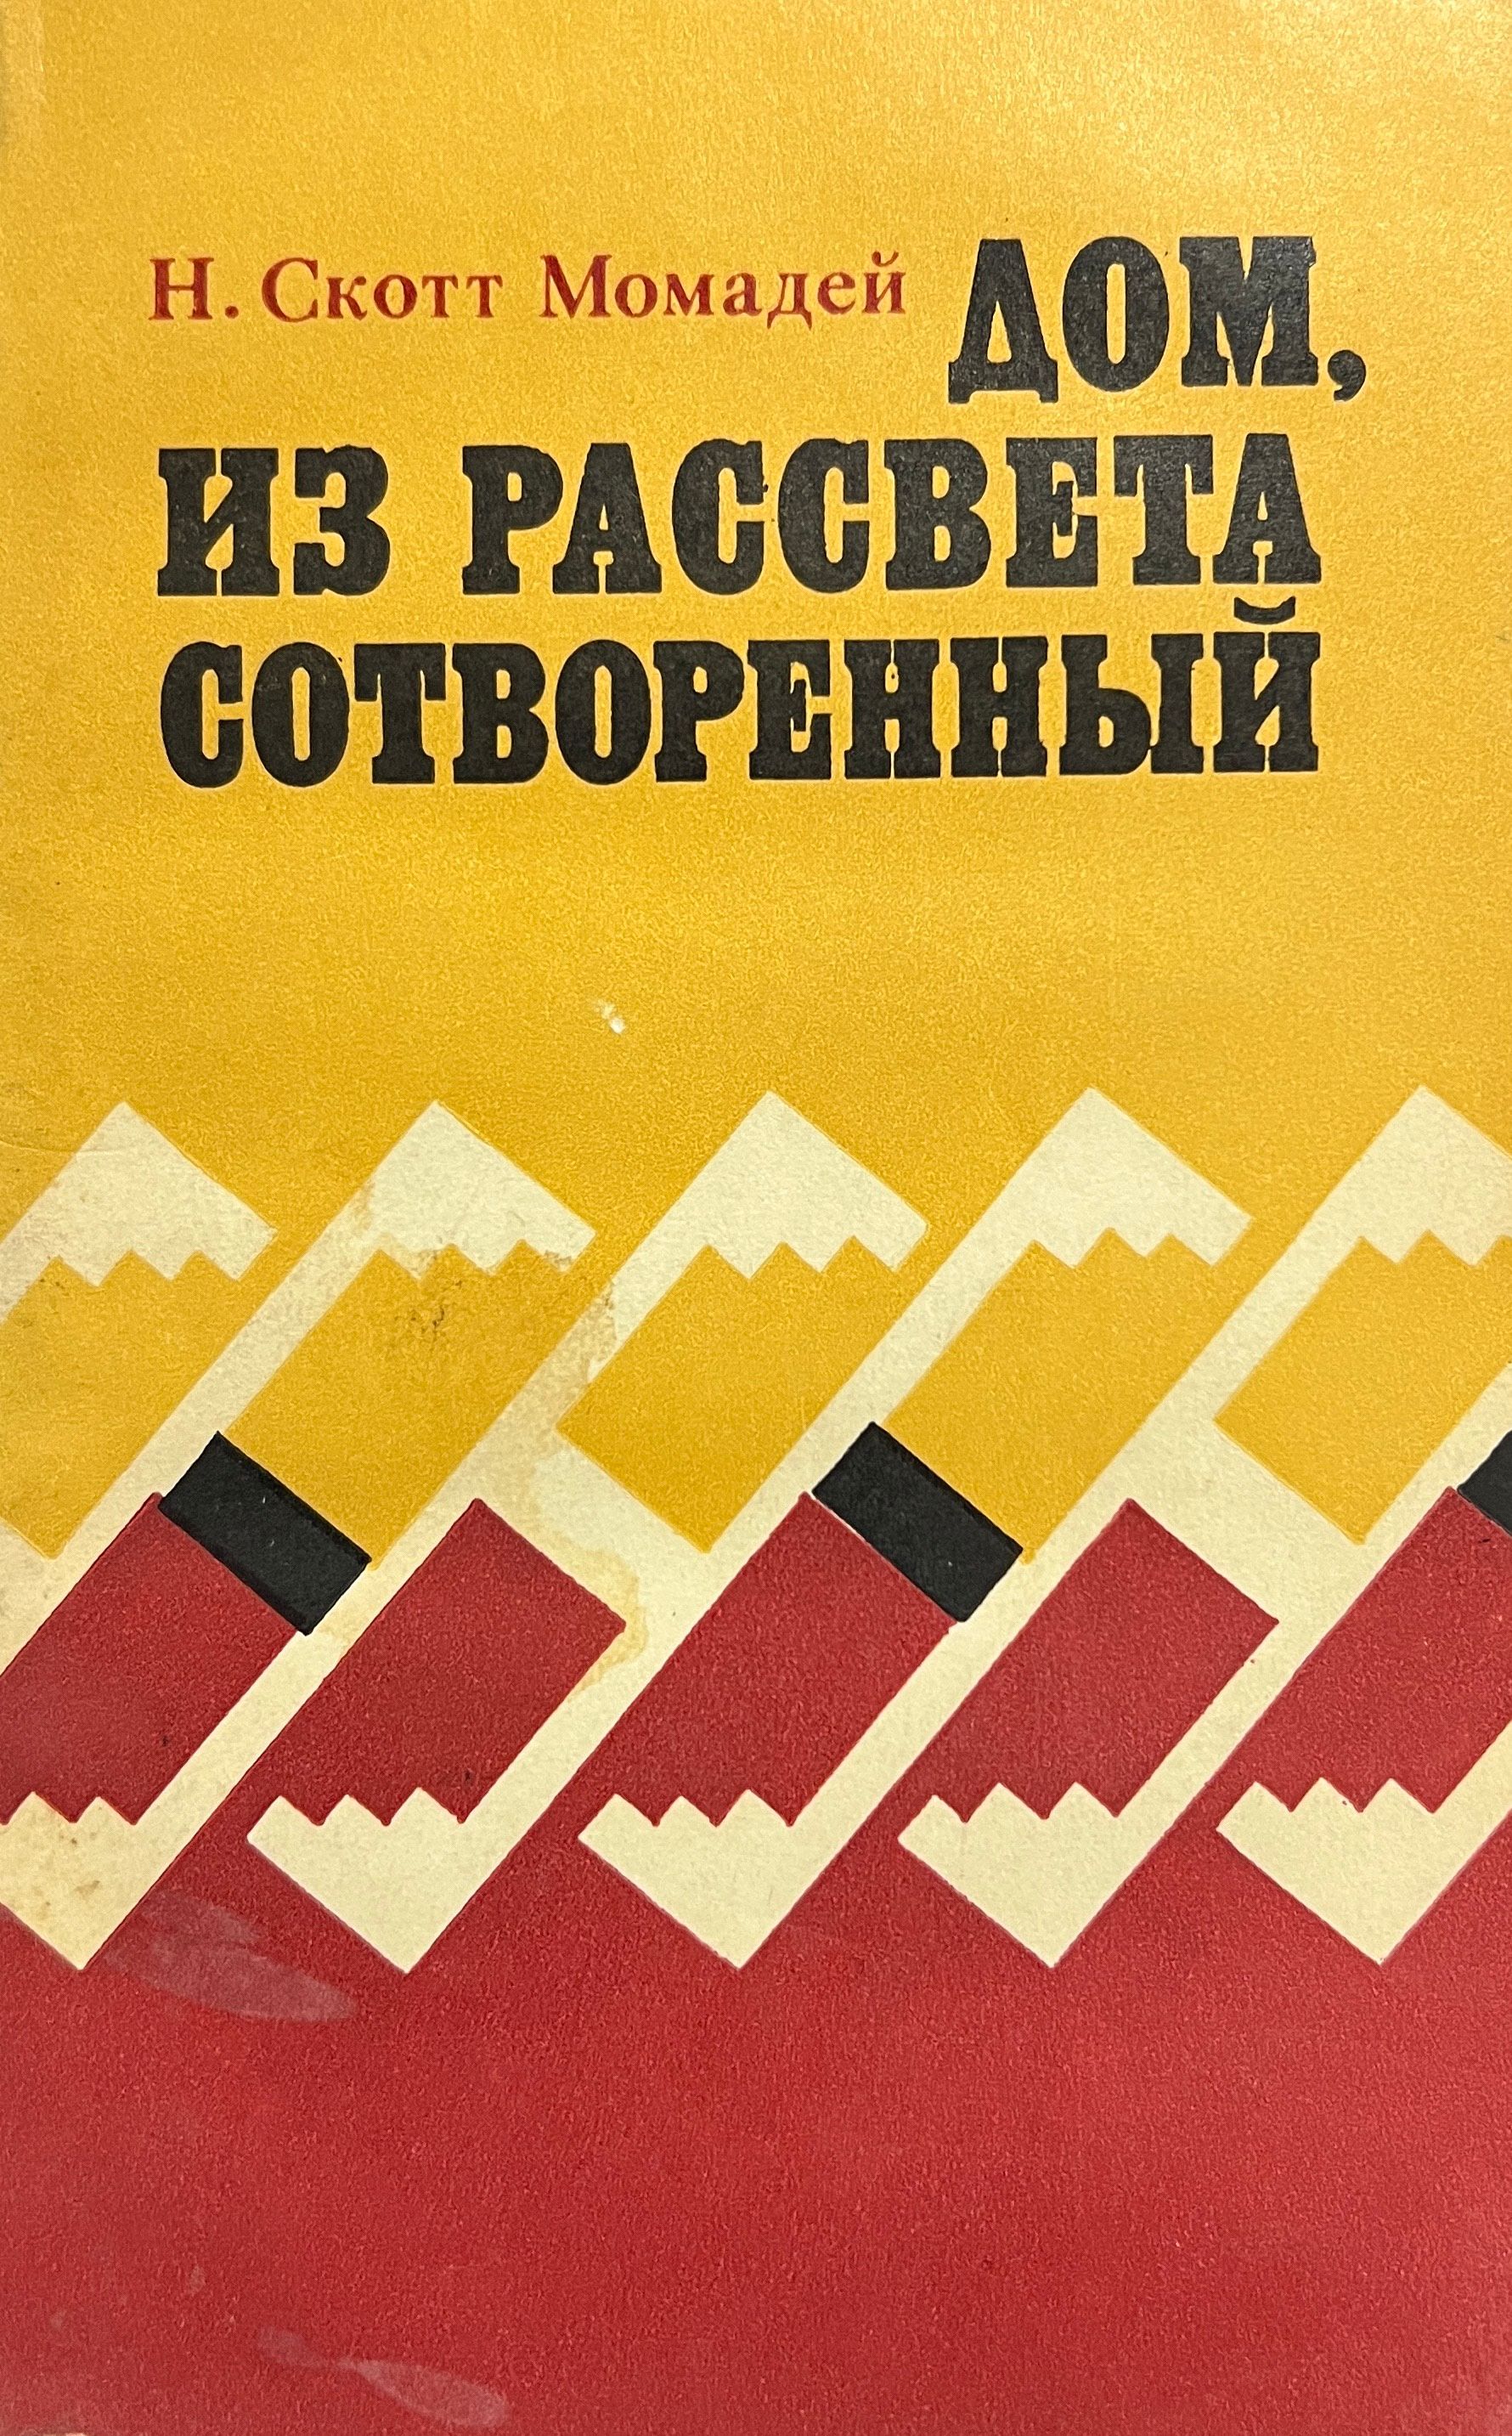 Н. Скотт Момадей ДОМ,
ИЗ РАССВЕТА
СОТВОРЕННЫЙ